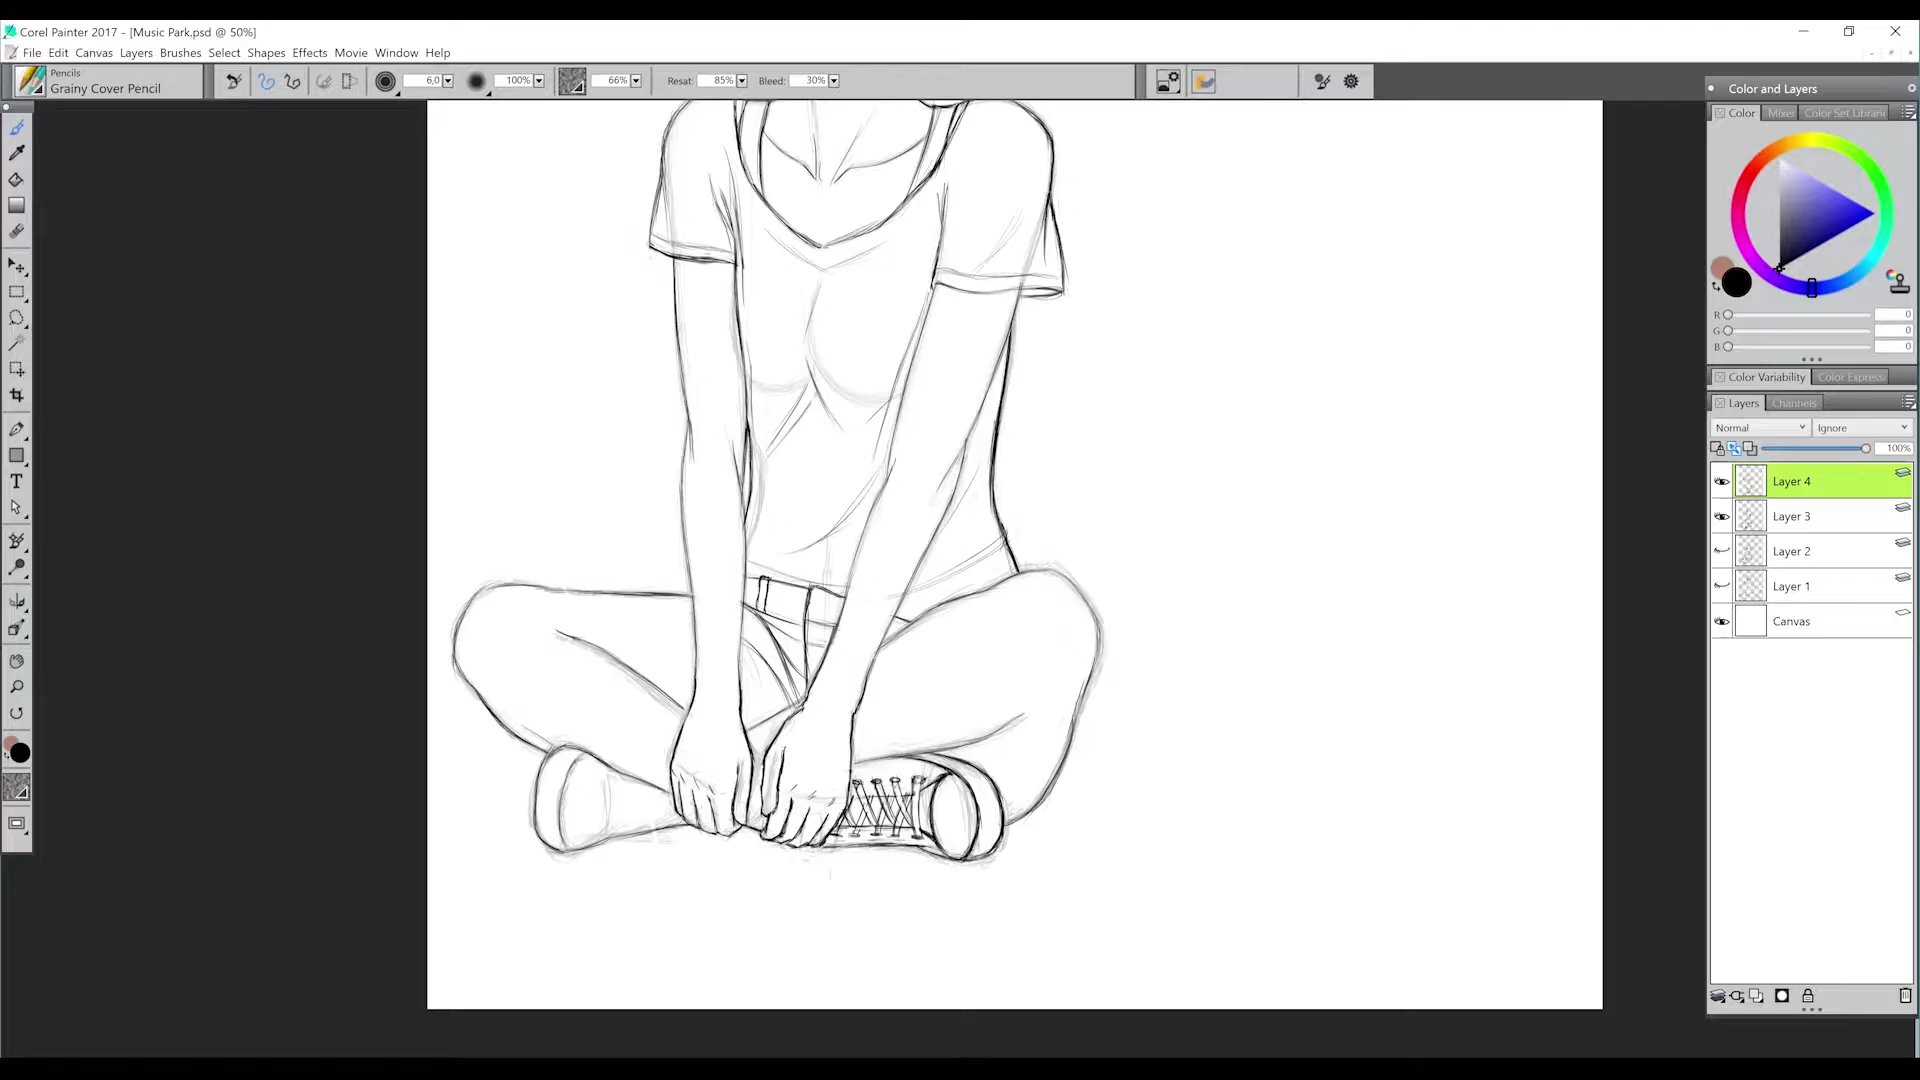 Corel Painter 2017 - [Music Park.psd @ 50%]
File Edit Canvas Layers Brushes Select Shapes Effects Movie Window Help
Pencils
Grainy Cover Pencil
6,0 100% 66% Resat: 85% Bleed: 30%
Color and Layers
Color Mixer Color Set Librari
R 0
G 0
B 0
Color Variability Color Express
Layers Channels
Normal Ignore
100%
Layer 4
Layer 3
Layer 2
Layer 1
Canvas
T